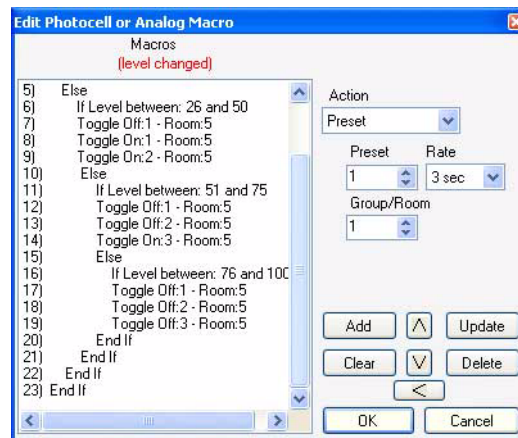 Edit Photocell or Analog Macro
Macros
(level changed)
5) Else
6) If Level between: 26 and 50
7) Toggle Off:1 - Room:5
8) Toggle On:1 - Room:5
9) Toggle On:2 - Room:5
10) Else
11) If Level between: 51 and 75
12) Toggle Off:1 - Room:5
13) Toggle Off:2 - Room:5
14) Toggle On:3 - Room:5
15) Else
16) If Level between: 76 and 100
17) Toggle Off:1 - Room:5
18) Toggle Off:2 - Room:5
19) Toggle Off:3 - Room:5
20) End If
21) End If
22) End If
23) End If
Action
Preset
Preset Rate
1 3 sec
Group/Room
1
Add Λ Update
Clear V Delete
<
OK Cancel